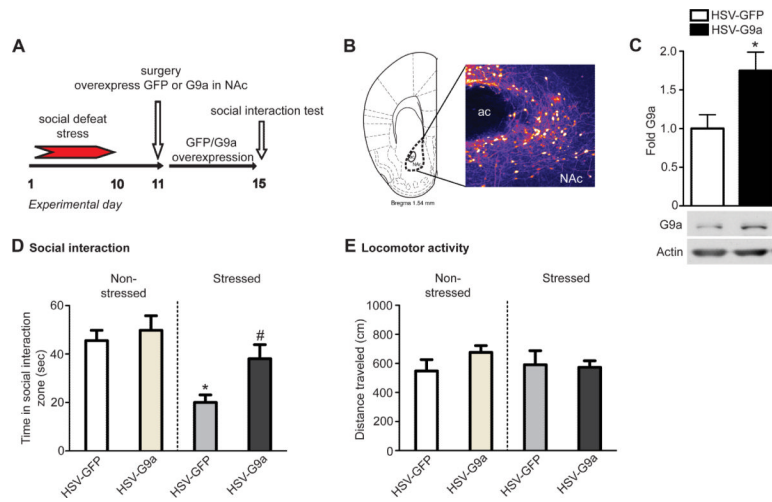 A
surgery
overexpress GFP or G9a in NAc
social interaction test
social defeat
stress
GFP/G9a
overexpression
1
10
11
15
Experimental day
B
ac
NAc
NAc
Bregma 1.54 mm
C
HSV-GFP
HSV-G9a
*
Fold G9a
2.0
1.5
1.0
0.5
0
G9a
Actin
D Social interaction
Non-
stressed
Stressed
Time in social interaction
zone (sec)
60
40
20
0
*
#
HSV-GFP
HSV-G9a
HSV-GFP
HSV-G9a
E Locomotor activity
Non-
stressed
Stressed
Distance traveled (cm)
1000
800
600
400
200
0
HSV-GFP
HSV-G9a
HSV-GFP
HSV-G9a